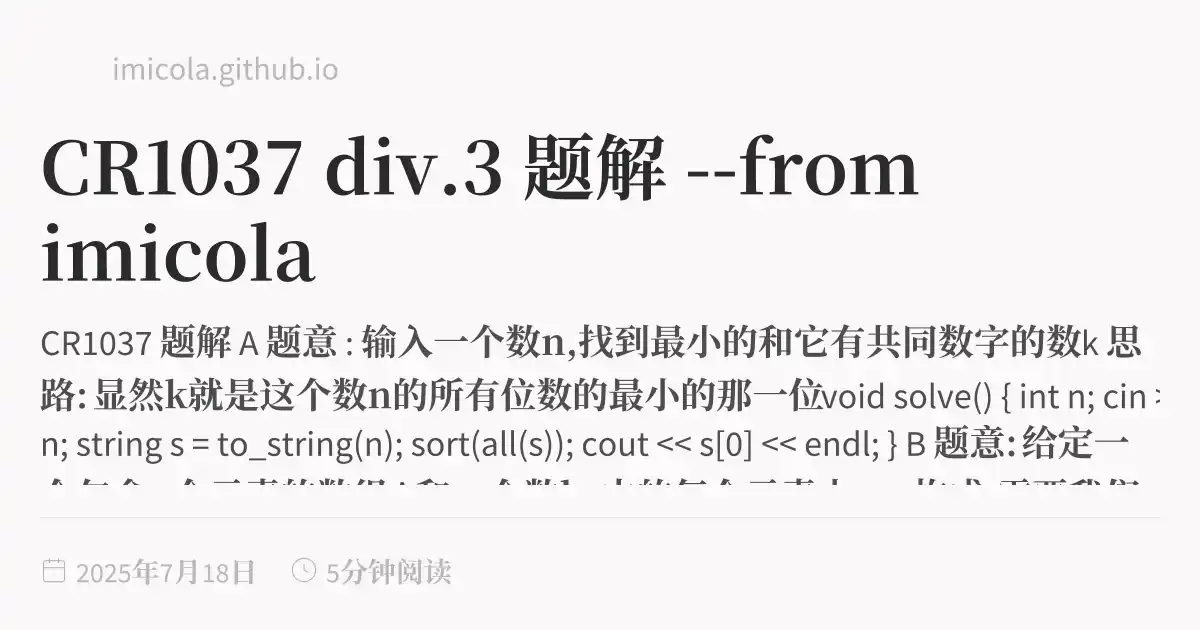 imicola.github.io
CR1037 div.3 题解 --from
imicola
CR1037 题解 A 题意 : 输入一个数n,找到最小的和它有共同数字的数k 思
路: 显然k就是这个数n的所有位数的最小的那一位void solve() { int n; cin >
n; string s = to_string(n); sort(all(s)); cout << s[0] << endl; } B 题意: 给定一
2025年7月18日
5分钟阅读